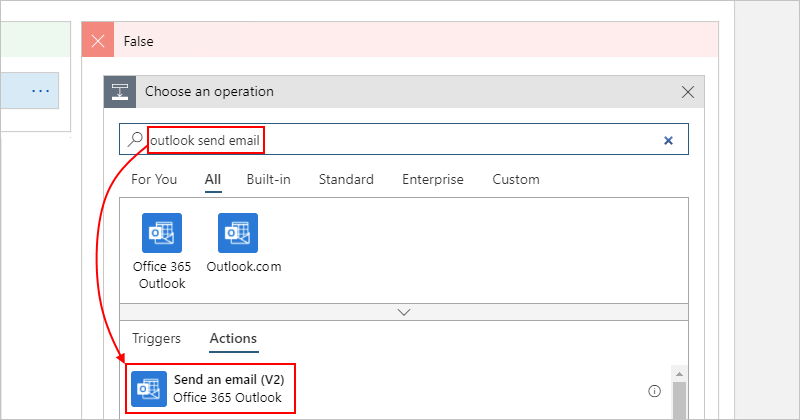 False
Choose an operation
outlook send email
For You All Built-in Standard Enterprise Custom
Office 365 Outlook.com
Outlook
Triggers Actions
Send an email (V2)
Office 365 Outlook